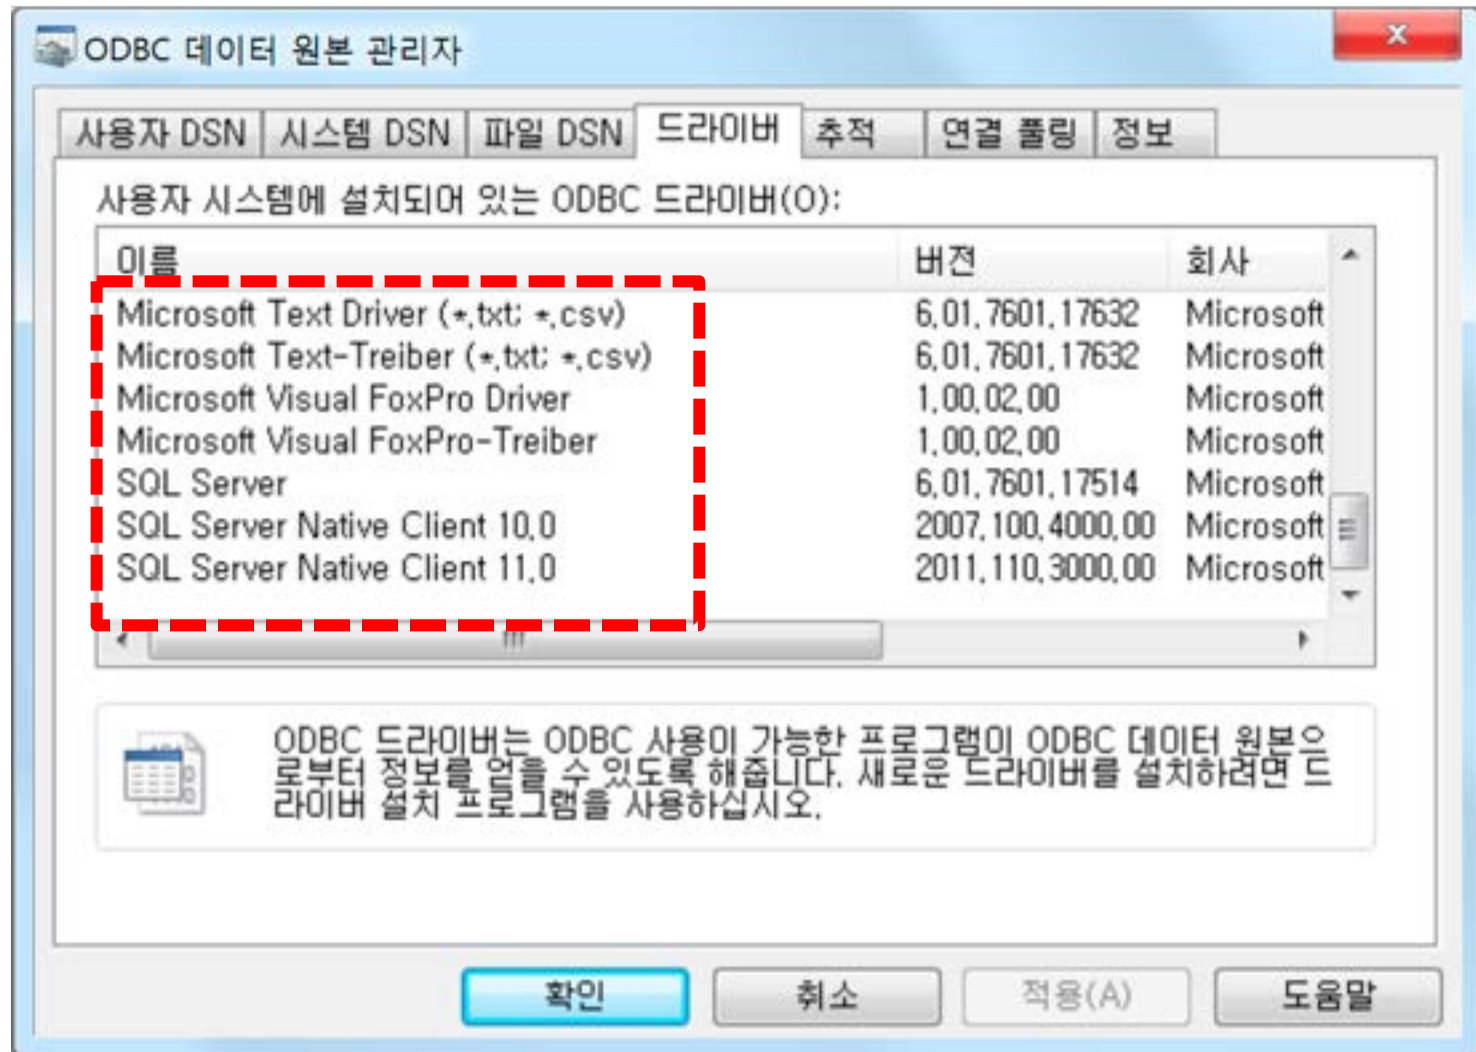 ODBC 데이터 원본 관리자
x
사용자 DSN 시스템 DSN 파일 DSN 드라이버 추적 연결 풀링 정보
사용자 시스템에 설치되어 있는 ODBC 드라이버(O):
이름 버전 회사
Microsoft Text Driver (*.txt; *.csv) 6.01.7601.17632 Microsoft
Microsoft Text-Treiber (*.txt; *.csv) 6.01.7601.17632 Microsoft
Microsoft Visual FoxPro Driver 1.00.02.00 Microsoft
Microsoft Visual FoxPro-Treiber 1.00.02.00 Microsoft
SQL Server 6.01.7601.17514 Microsoft
SQL Server Native Client 10.0 2007.100.4000.00 Microsoft
SQL Server Native Client 11.0 2011.110.3000.00 Microsoft
ODBC 드라이버는 ODBC 사용이 가능한 프로그램이 ODBC 데이터 원본으
로부터 정보를 얻을 수 있도록 해줍니다. 새로운 드라이버를 설치하려면 드
라이버 설치 프로그램을 사용하십시오.
확인 취소 적용(A) 도움말